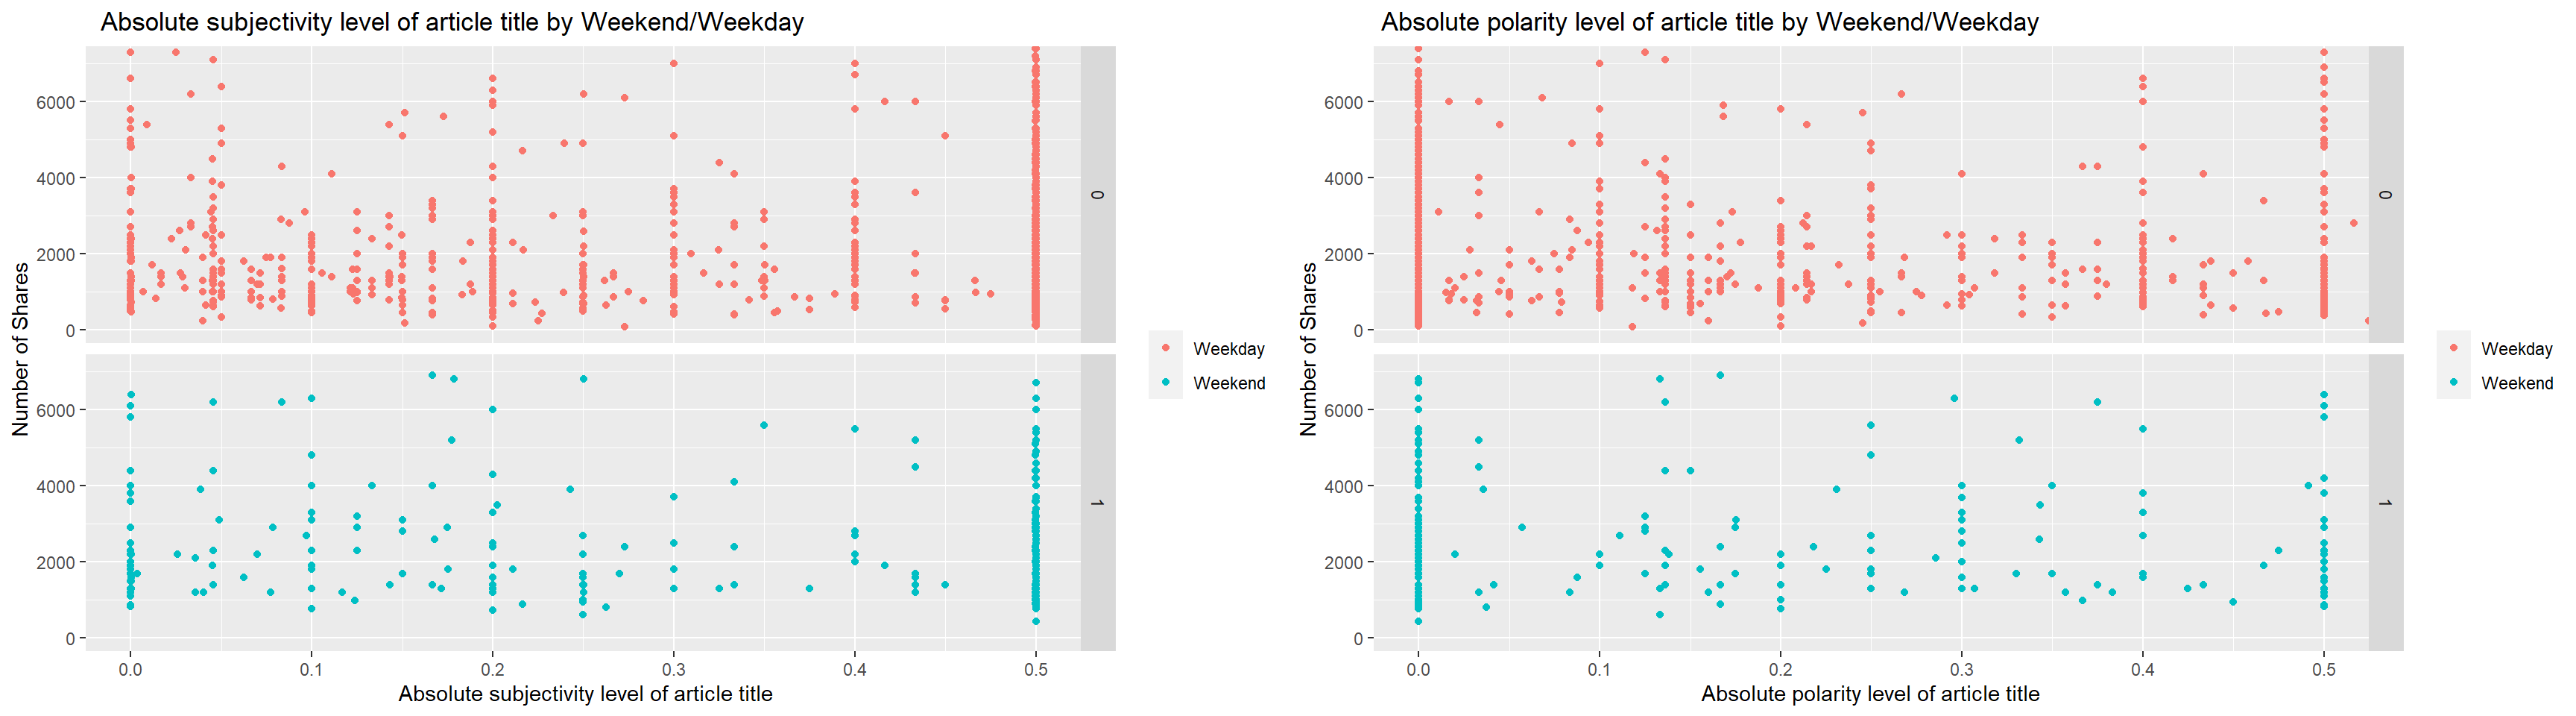 Absolute subjectivity level of article title by Weekend/Weekday
Number of Shares
6000
4000
2000
0
0
6000
4000
2000
0
1
0.0 0.1 0.2 0.3 0.4 0.5
Absolute subjectivity level of article title
Weekday
Weekend
Absolute polarity level of article title by Weekend/Weekday
Number of Shares
6000
4000
2000
0
0
6000
4000
2000
0
1
0.0 0.1 0.2 0.3 0.4 0.5
Absolute polarity level of article title
Weekday
Weekend